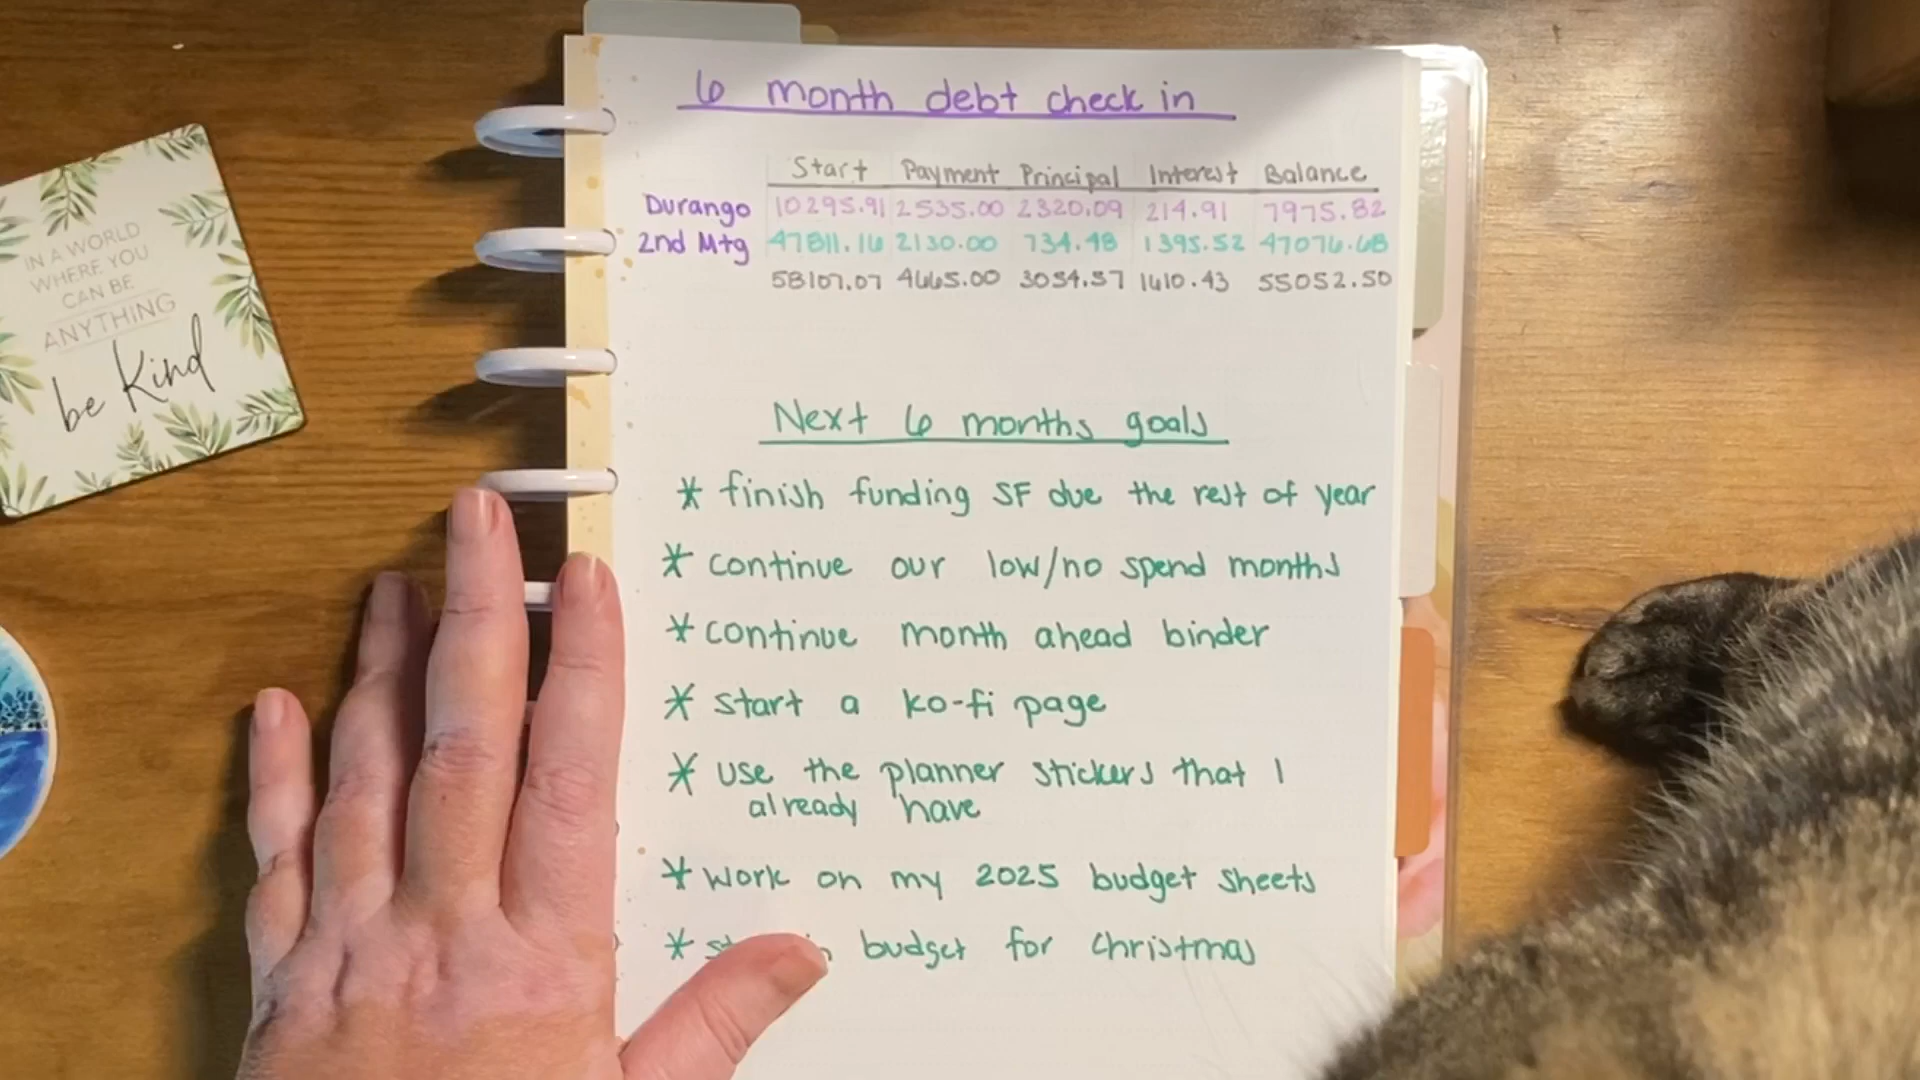 IN A WORLD
WHERE YOU
CAN BE
ANYTHING
be Kind
6 month debt check in
Start Payment Principal Interest Balance
Durango 10295.91 2535.00 2320.09 214.91 7975.82
2nd Mtg 47811.16 2130.00 734.48 1395.52 47076.68
58107.07 4665.00 3054.57 1610.43 55052.50
Next 6 months goals
* finish funding SF due the rest of year
* continue our low/no spend months
* continue month ahead binder
* start a ko-fi page
* use the planner stickers that I
already have
* work on my 2025 budget sheets
* budget for Christmas